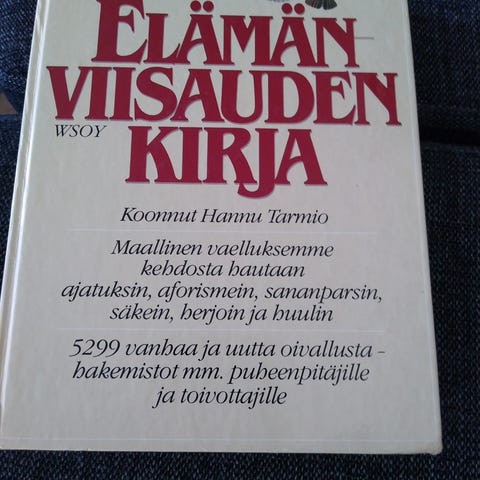 ELÄMÄN-
VIISAUDEN
WSOY
KIRJA
Koonnut Hannu Tarmio
Maallinen vaelluksemme
kehdosta hautaan
ajatuksin, aforismein, sananparsin,
säkein, herjoin ja huulin
5299 vanhaa ja uutta oivallusta -
hakemistot mm. puheenpitäjille
ja toivottajille